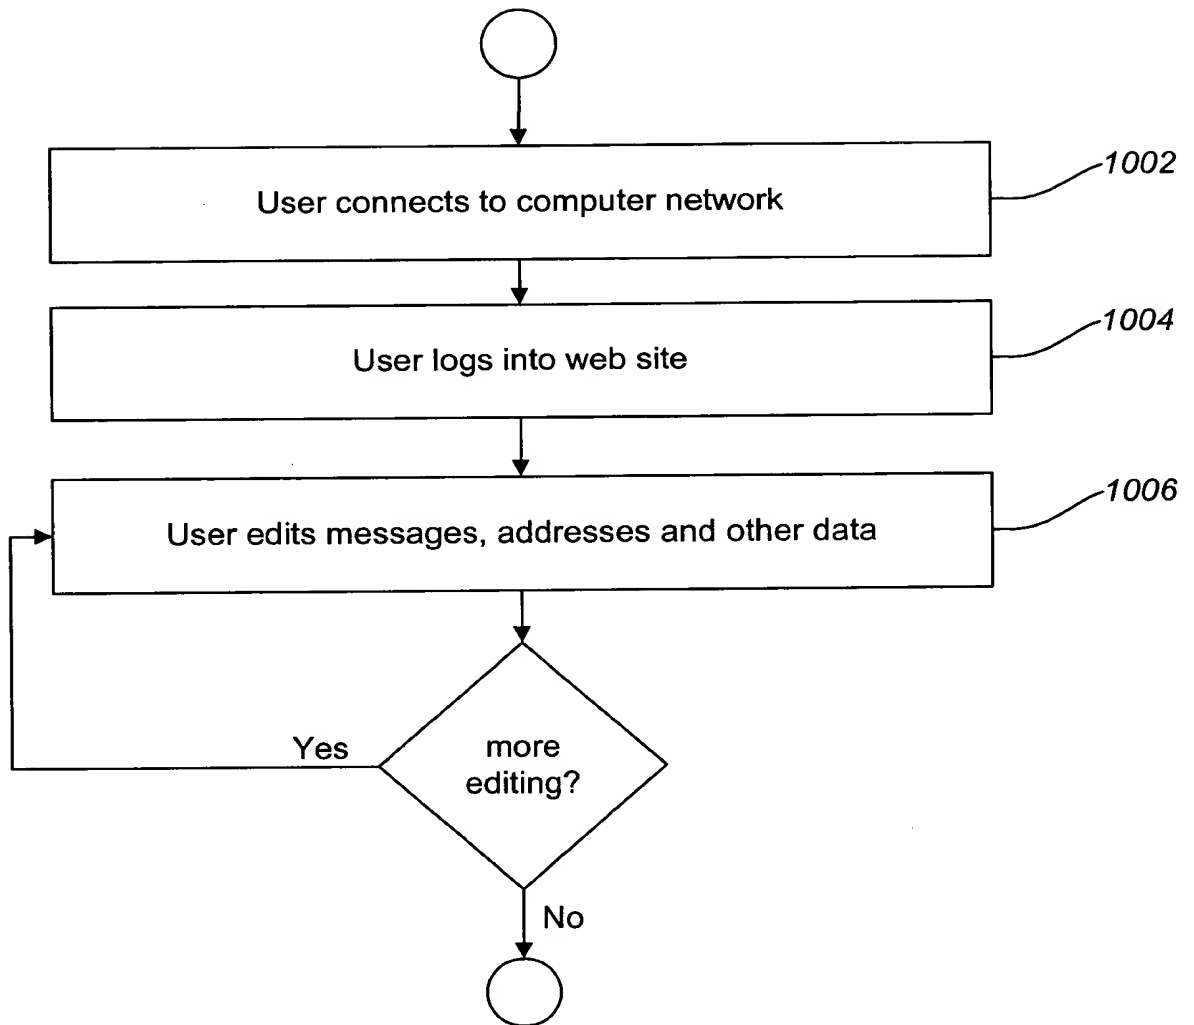 User connects to computer network
1002
User logs into web site
1004
User edits messages, addresses and other data
1006
Yes
more
editing?
No